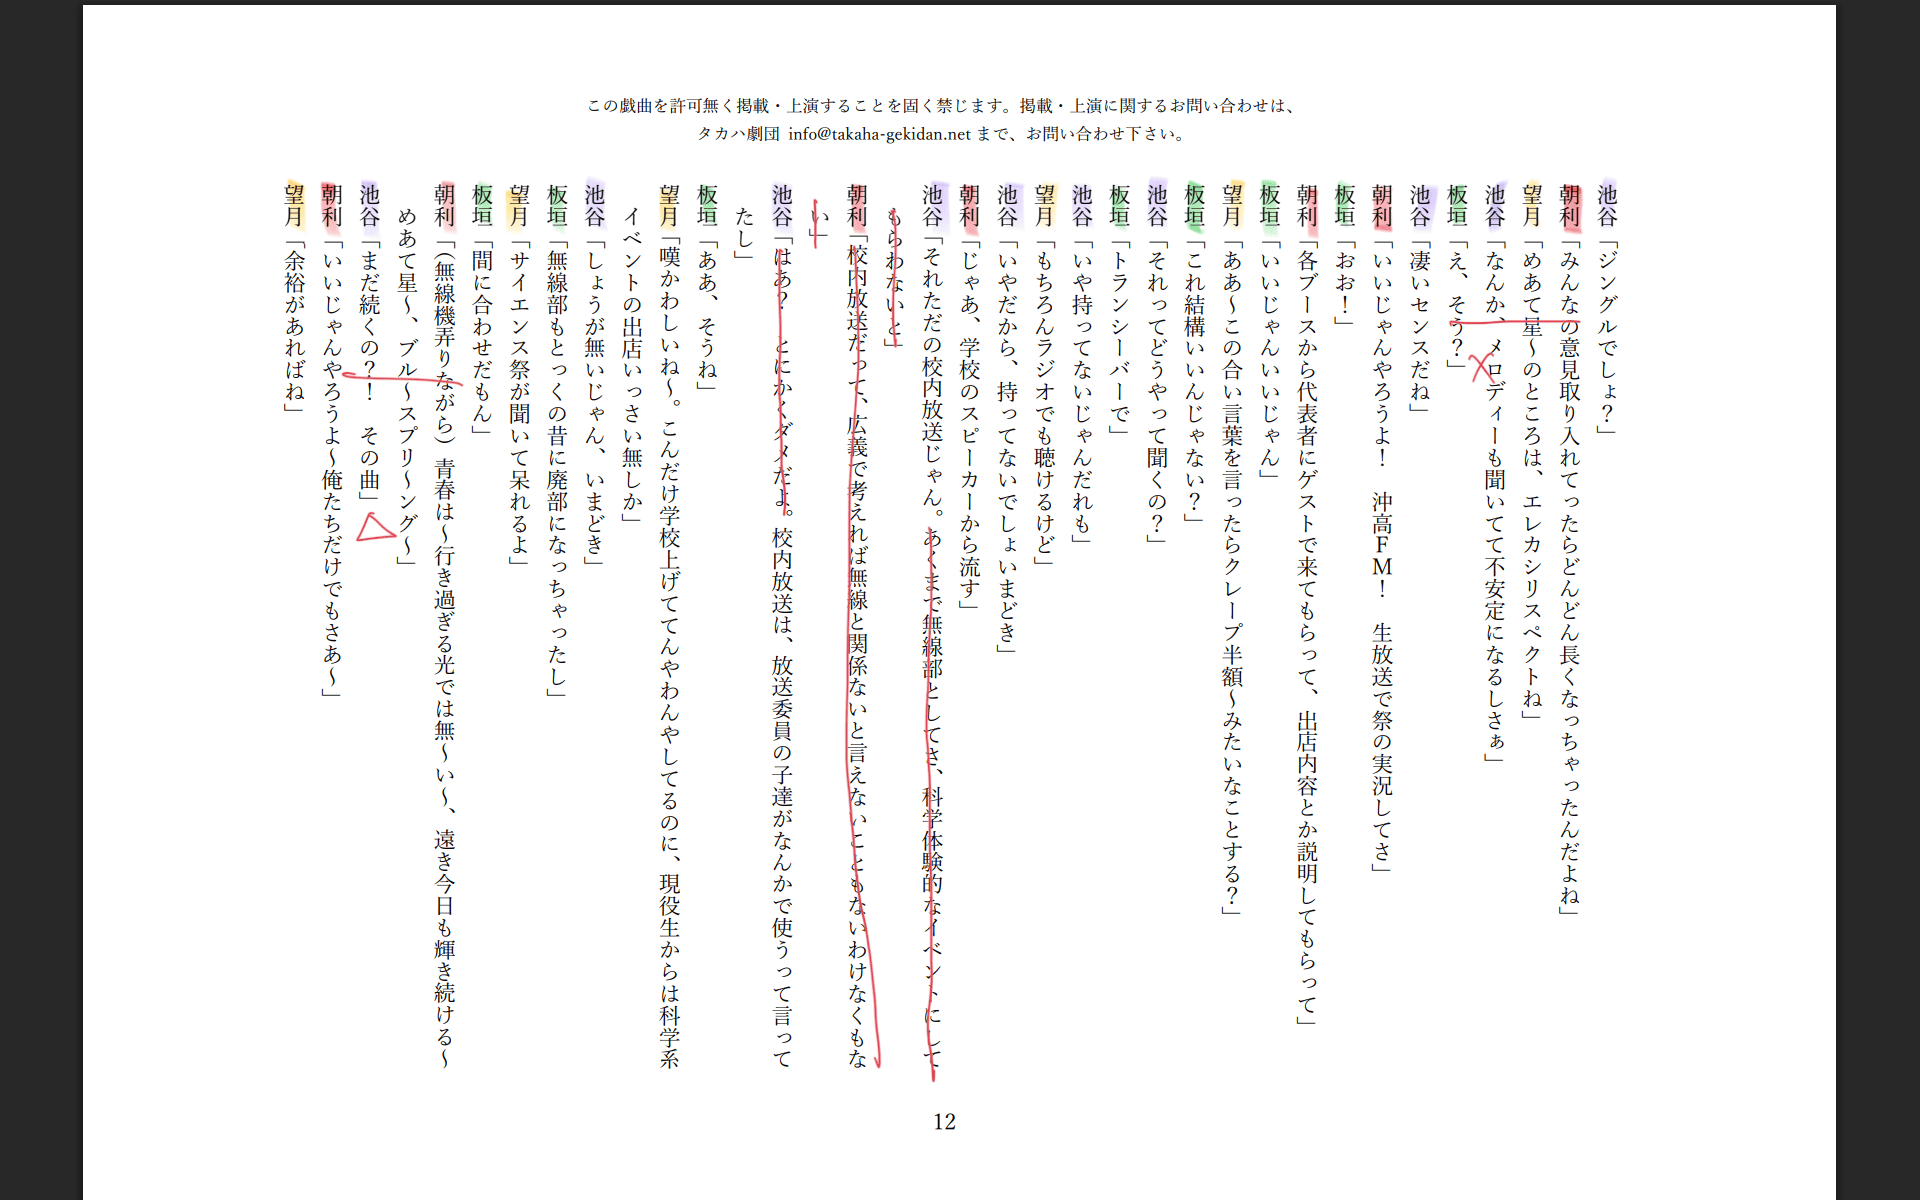 この戯曲を許可無く掲載・上演することを固く禁じます。掲載・上演に関するお問い合わせは、
タカハ劇団 info@takaha-gekidan.net まで、お問い合わせ下さい。
池谷「ジングルでしょ？」
朝利「みんなの意見取り入れてったらどんどん長くなっちゃったんだよね」
望月「めあて星～のところは、エレカシリスペクトね」
池谷「なんか、メロディーも聞いてて不安定になるしさぁ」
板垣「え、そう？」
池谷「凄いセンスだね」
朝利「いいじゃんやろうよ！　沖高ＦＭ！　生放送で祭の実況してさ」
板垣「おお！」
朝利「各ブースから代表者にゲストで来てもらって、出店内容とか説明してもらって」
板垣「いいじゃんいいじゃん」
望月「ああ～この合い言葉を言ったらクレープ半額～みたいなことする？」
板垣「これ結構いいんじゃない？」
池谷「それってどうやって聞くの？」
板垣「トランシーバーで」
池谷「いや持ってないじゃんだれも」
望月「もちろんラジオでも聴けるけど」
池谷「いやだから、持ってないでしょいまどき」
朝利「じゃあ、学校のスピーカーから流す」
池谷「それただの校内放送じゃん。あくまで無線部としてさ、科学体験的なイベントにして
もらわないと」
朝利「校内放送だって、広義で考えれば無線と関係ないと言えないこともないわけなくもな
い」
池谷「はあ？　とにかくダメだよ。校内放送は、放送委員の子達がなんかで使うって言って
たし」
板垣「ああ、そうね」
望月「嘆かわしいね～。こんだけ学校上げててんやわんやしてるのに、現役生からは科学系
イベントの出店いっさい無しか」
池谷「しょうが無いじゃん、いまどき」
板垣「無線部もとっくの昔に廃部になっちゃったし」
望月「サイエンス祭が聞いて呆れるよ」
板垣「間に合わせだもん」
朝利「（無線機弄りながら）青春は～行き過ぎる光では無～い～、遠き今日も輝き続ける～
めあて星～、ブル～スプリ～ング～」
池谷「まだ続くの？！　その曲」
朝利「いいじゃんやろうよ～俺たちだけでもさあ～」
望月「余裕があればね」
12